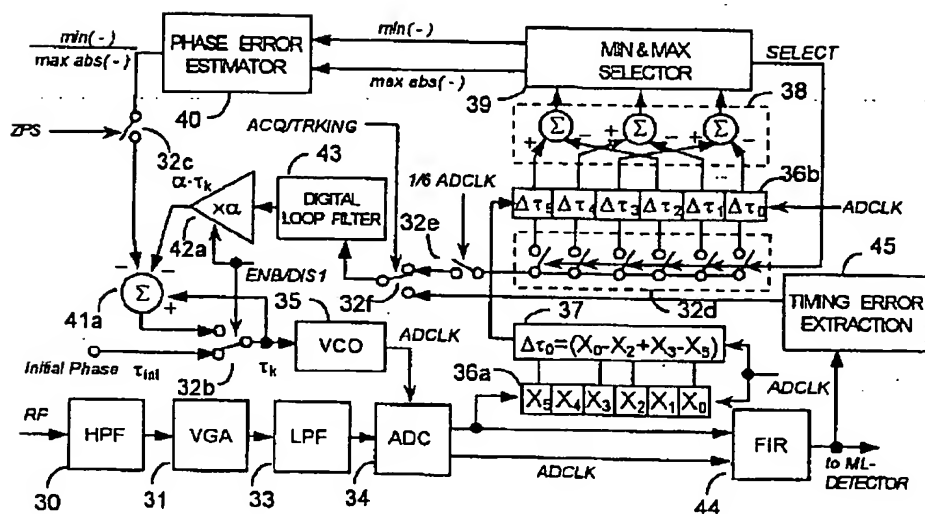 min(-)
max abs(-)
PHASE ERROR
ESTIMATOR
40
min(-)
max abs(-)
MIN & MAX
SELECTOR
39
SELECT
38
ZPS
32c
ACQ/TRKING
43
DIGITAL
LOOP FILTER
α·τk
xα
42a
1/6 ADCLK
32e
Σ
Σ
Σ
+
-
+
-
+
-
36b
Δτ5
Δτ4
Δτ3
Δτ2
Δτ1
Δτ0
ADCLK
45
TIMING ERROR
EXTRACTION
32d
32f
ENB/DIS1
-
-
Σ
+
41a
35
VCO
ADCLK
Initial Phase
τint
32b
τk
37
Δτ0=(X0-X2+X3-X5)
36a
X5
X4
X3
X2
X1
X0
ADCLK
RF
HPF
VGA
LPF
ADC
ADCLK
FIR
to ML-
DETECTOR
30
31
33
34
44